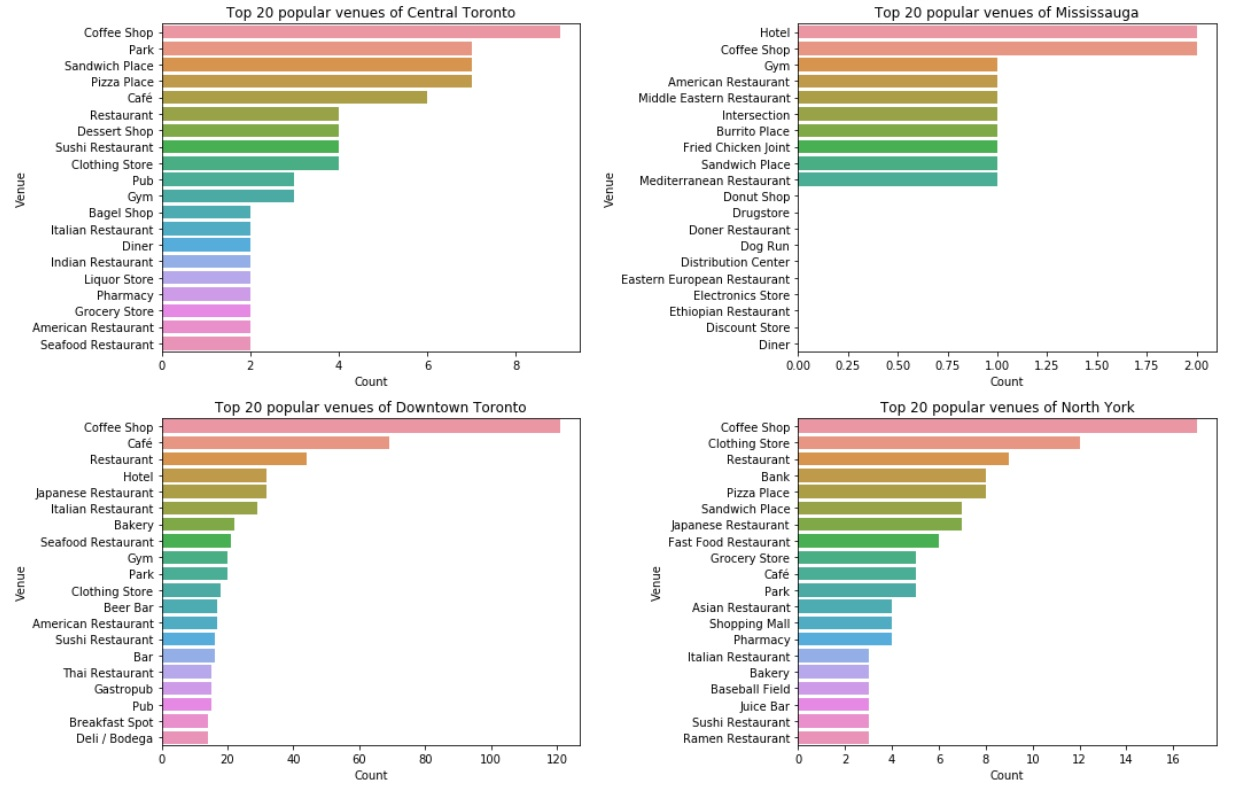 Top 20 popular venues of Central Toronto
Coffee Shop
Park
Sandwich Place
Pizza Place
Café
Restaurant
Dessert Shop
Sushi Restaurant
Clothing Store
Pub
Gym
Bagel Shop
Italian Restaurant
Diner
Indian Restaurant
Liquor Store
Pharmacy
Grocery Store
American Restaurant
Seafood Restaurant
Venue
0 2 4 6 8
Count
Top 20 popular venues of Mississauga
Hotel
Coffee Shop
Gym
American Restaurant
Middle Eastern Restaurant
Intersection
Burrito Place
Fried Chicken Joint
Sandwich Place
Mediterranean Restaurant
Donut Shop
Drugstore
Doner Restaurant
Dog Run
Distribution Center
Eastern European Restaurant
Electronics Store
Ethiopian Restaurant
Discount Store
Diner
Venue
0.00 0.25 0.50 0.75 1.00 1.25 1.50 1.75 2.00
Count
Top 20 popular venues of Downtown Toronto
Coffee Shop
Café
Restaurant
Hotel
Japanese Restaurant
Italian Restaurant
Bakery
Seafood Restaurant
Gym
Park
Clothing Store
Beer Bar
American Restaurant
Sushi Restaurant
Bar
Thai Restaurant
Gastropub
Pub
Breakfast Spot
Deli / Bodega
Venue
0 20 40 60 80 100 120
Count
Top 20 popular venues of North York
Coffee Shop
Clothing Store
Restaurant
Bank
Pizza Place
Sandwich Place
Japanese Restaurant
Fast Food Restaurant
Grocery Store
Café
Park
Asian Restaurant
Shopping Mall
Pharmacy
Italian Restaurant
Bakery
Baseball Field
Juice Bar
Sushi Restaurant
Ramen Restaurant
Venue
0 2 4 6 8 10 12 14 16
Count